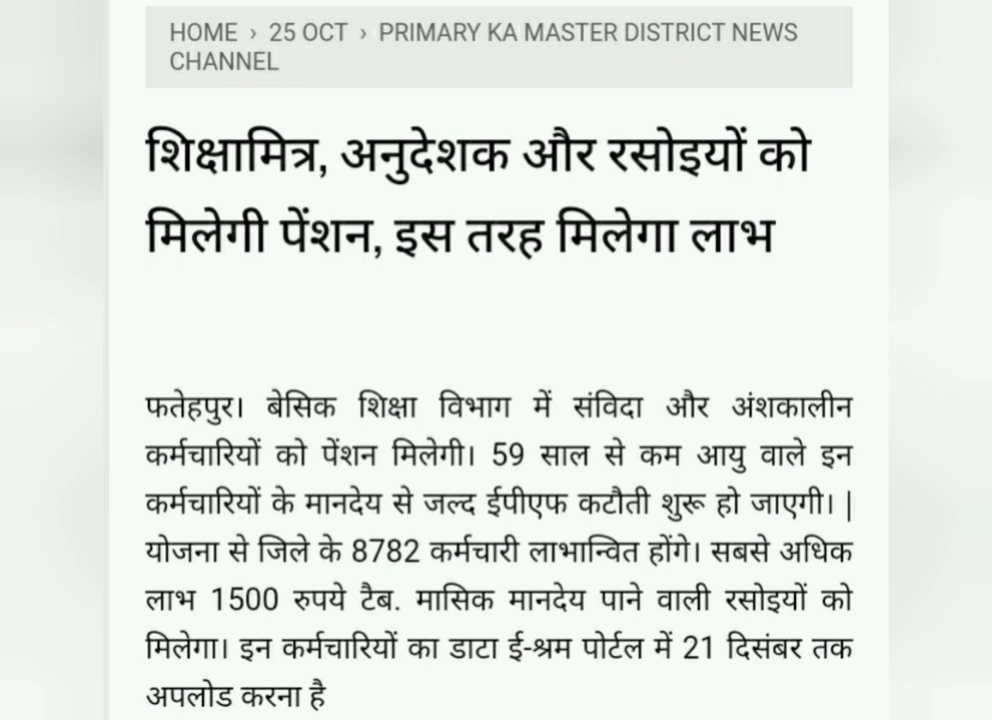 HOME › 25 OCT › PRIMARY KA MASTER DISTRICT NEWS
CHANNEL
शिक्षामित्र, अनुदेशक और रसोइयों को
मिलेगी पेंशन, इस तरह मिलेगा लाभ
फतेहपुर। बेसिक शिक्षा विभाग में संविदा और अंशकालीन
कर्मचारियों को पेंशन मिलेगी। 59 साल से कम आयु वाले इन
कर्मचारियों के मानदेय से जल्द ईपीएफ कटौती शुरू हो जाएगी। |
योजना से जिले के 8782 कर्मचारी लाभान्वित होंगे। सबसे अधिक
लाभ 1500 रुपये टैब. मासिक मानदेय पाने वाली रसोइयों को
मिलेगा। इन कर्मचारियों का डाटा ई-श्रम पोर्टल में 21 दिसंबर तक
अपलोड करना है